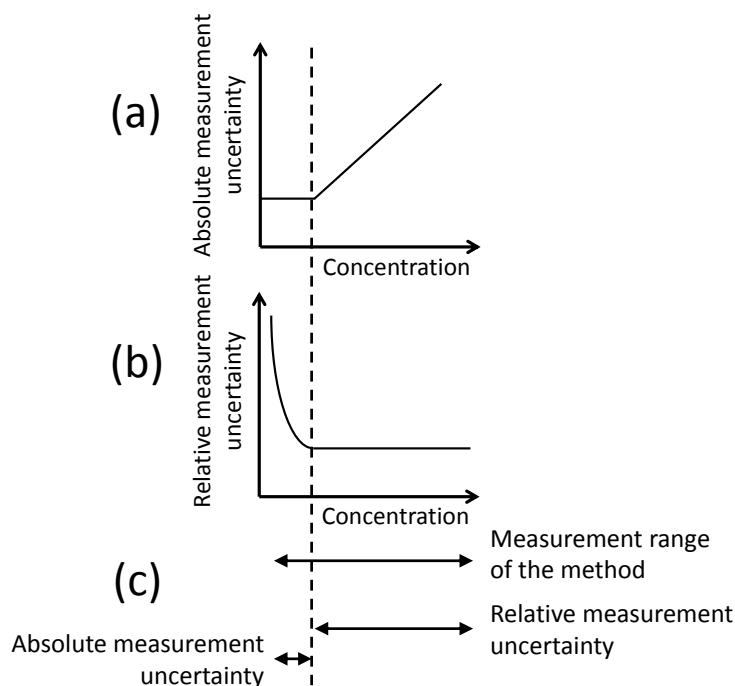 (a)
Absolute measurement
uncertainty
Concentration
(b)
Relative measurement
uncertainty
Concentration
(c)
Measurement range
of the method
Relative measurement
uncertainty
Absolute measurement
uncertainty